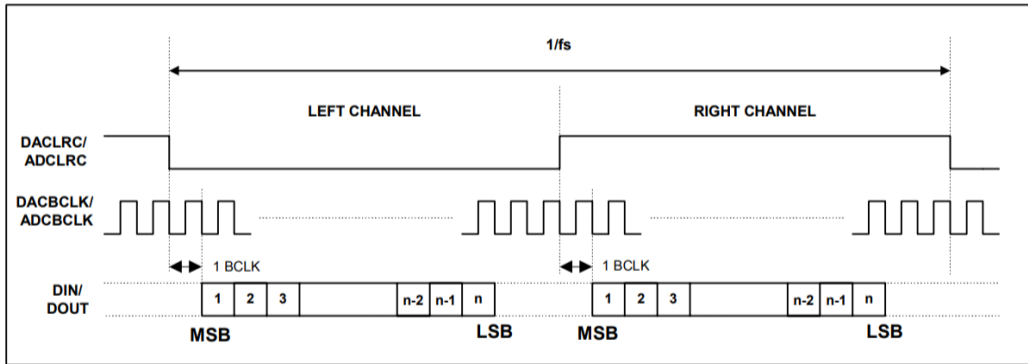 1/fs
LEFT CHANNEL RIGHT CHANNEL
DACLRC/
ADCLRC
DACBCLK/
ADCBCLK
1 BCLK 1 BCLK
DIN/
DOUT
1 2 3 n-2 n-1 n 1 2 3 n-2 n-1 n
MSB LSB MSB LSB